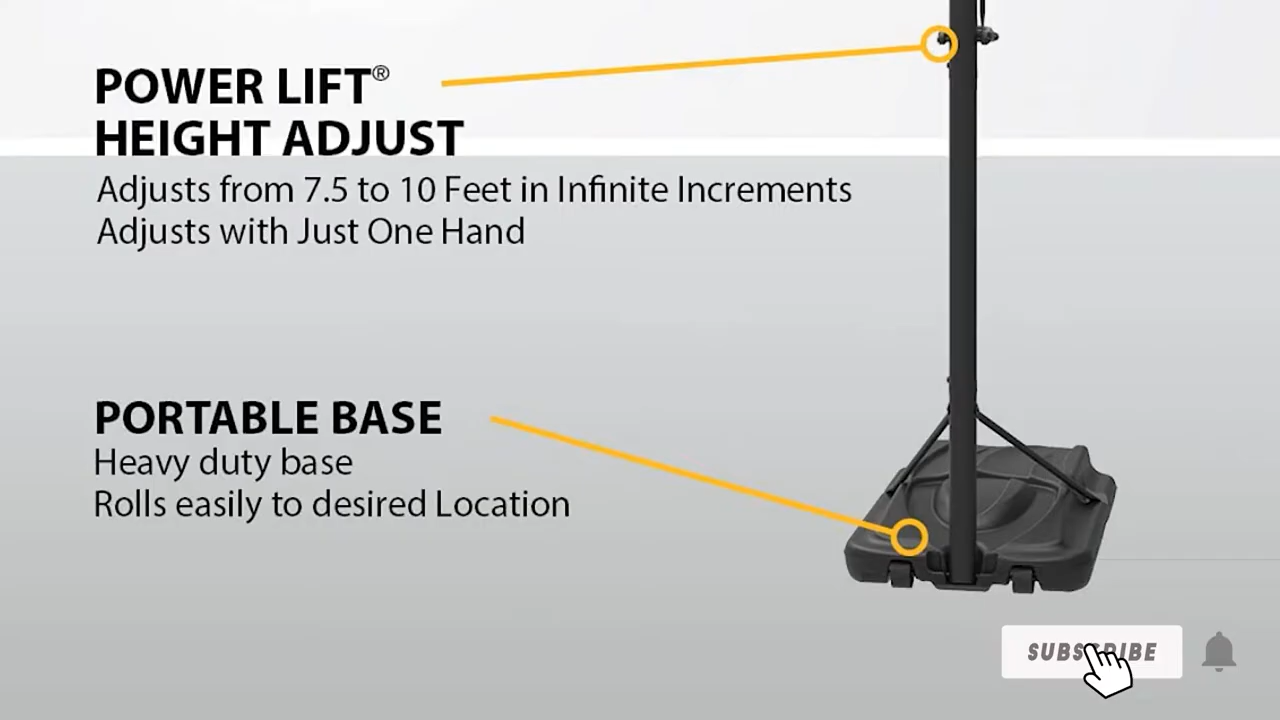 POWER LIFT®
HEIGHT ADJUST
Adjusts from 7.5 to 10 Feet in Infinite Increments
Adjusts with Just One Hand
PORTABLE BASE
Heavy duty base
Rolls easily to desired Location
SUBSCRIBE